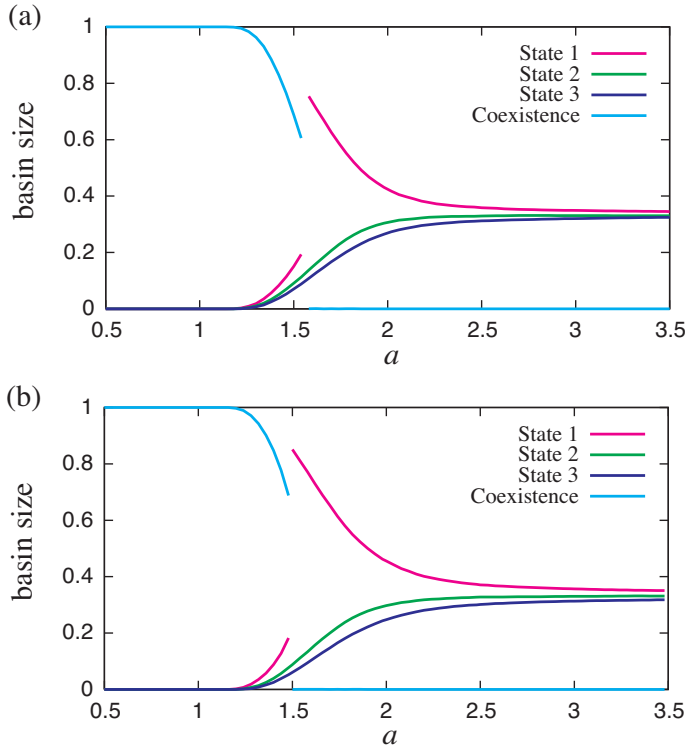 (a)
1
0.8
0.6
0.4
0.2
0
basin size
State 1
State 2
State 3
Coexistence
0.5 1 1.5 2 2.5 3 3.5
a
(b)
1
0.8
0.6
0.4
0.2
0
basin size
State 1
State 2
State 3
Coexistence
0.5 1 1.5 2 2.5 3 3.5
a